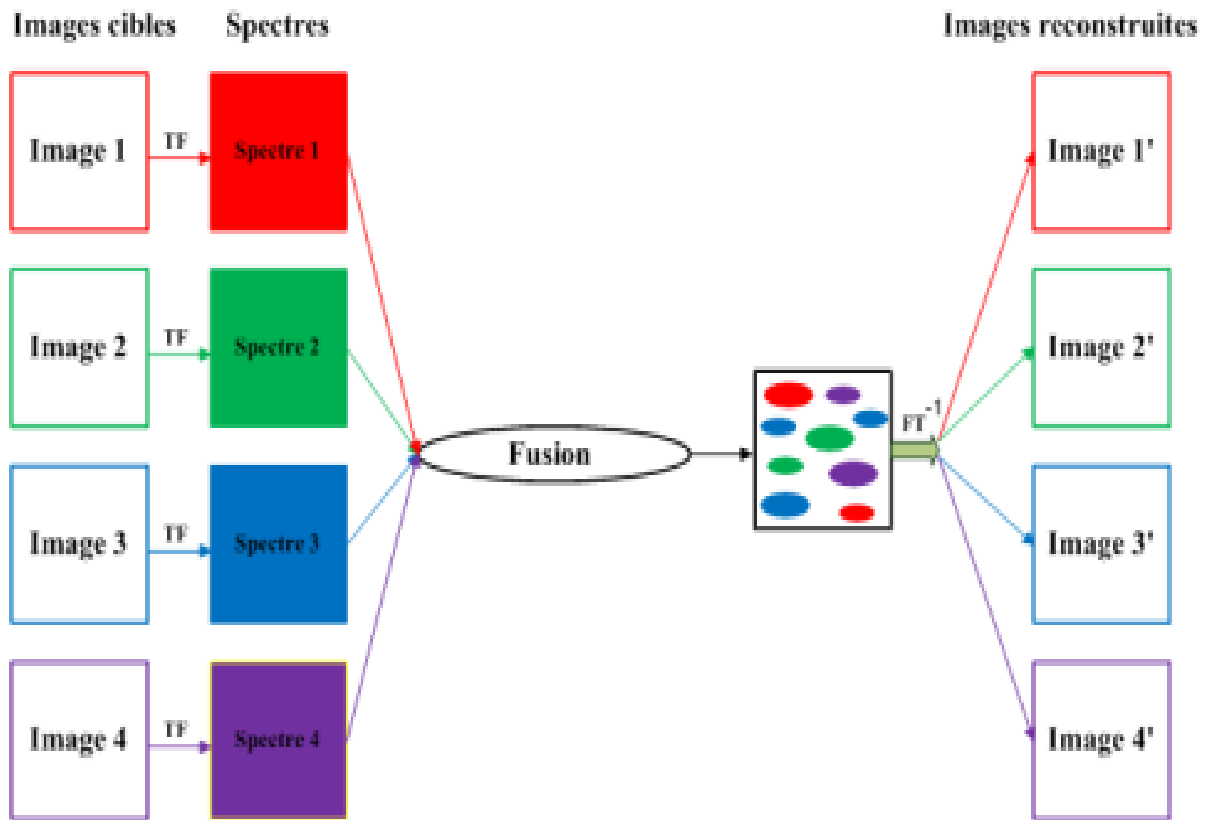 Images cibles Spectres Images reconstruites
Image 1 TF Spectre 1 Image 1'
Image 2 TF Spectre 2 Image 2'
Fusion FT⁻¹
Image 3 TF Spectre 3 Image 3'
Image 4 TF Spectre 4 Image 4'